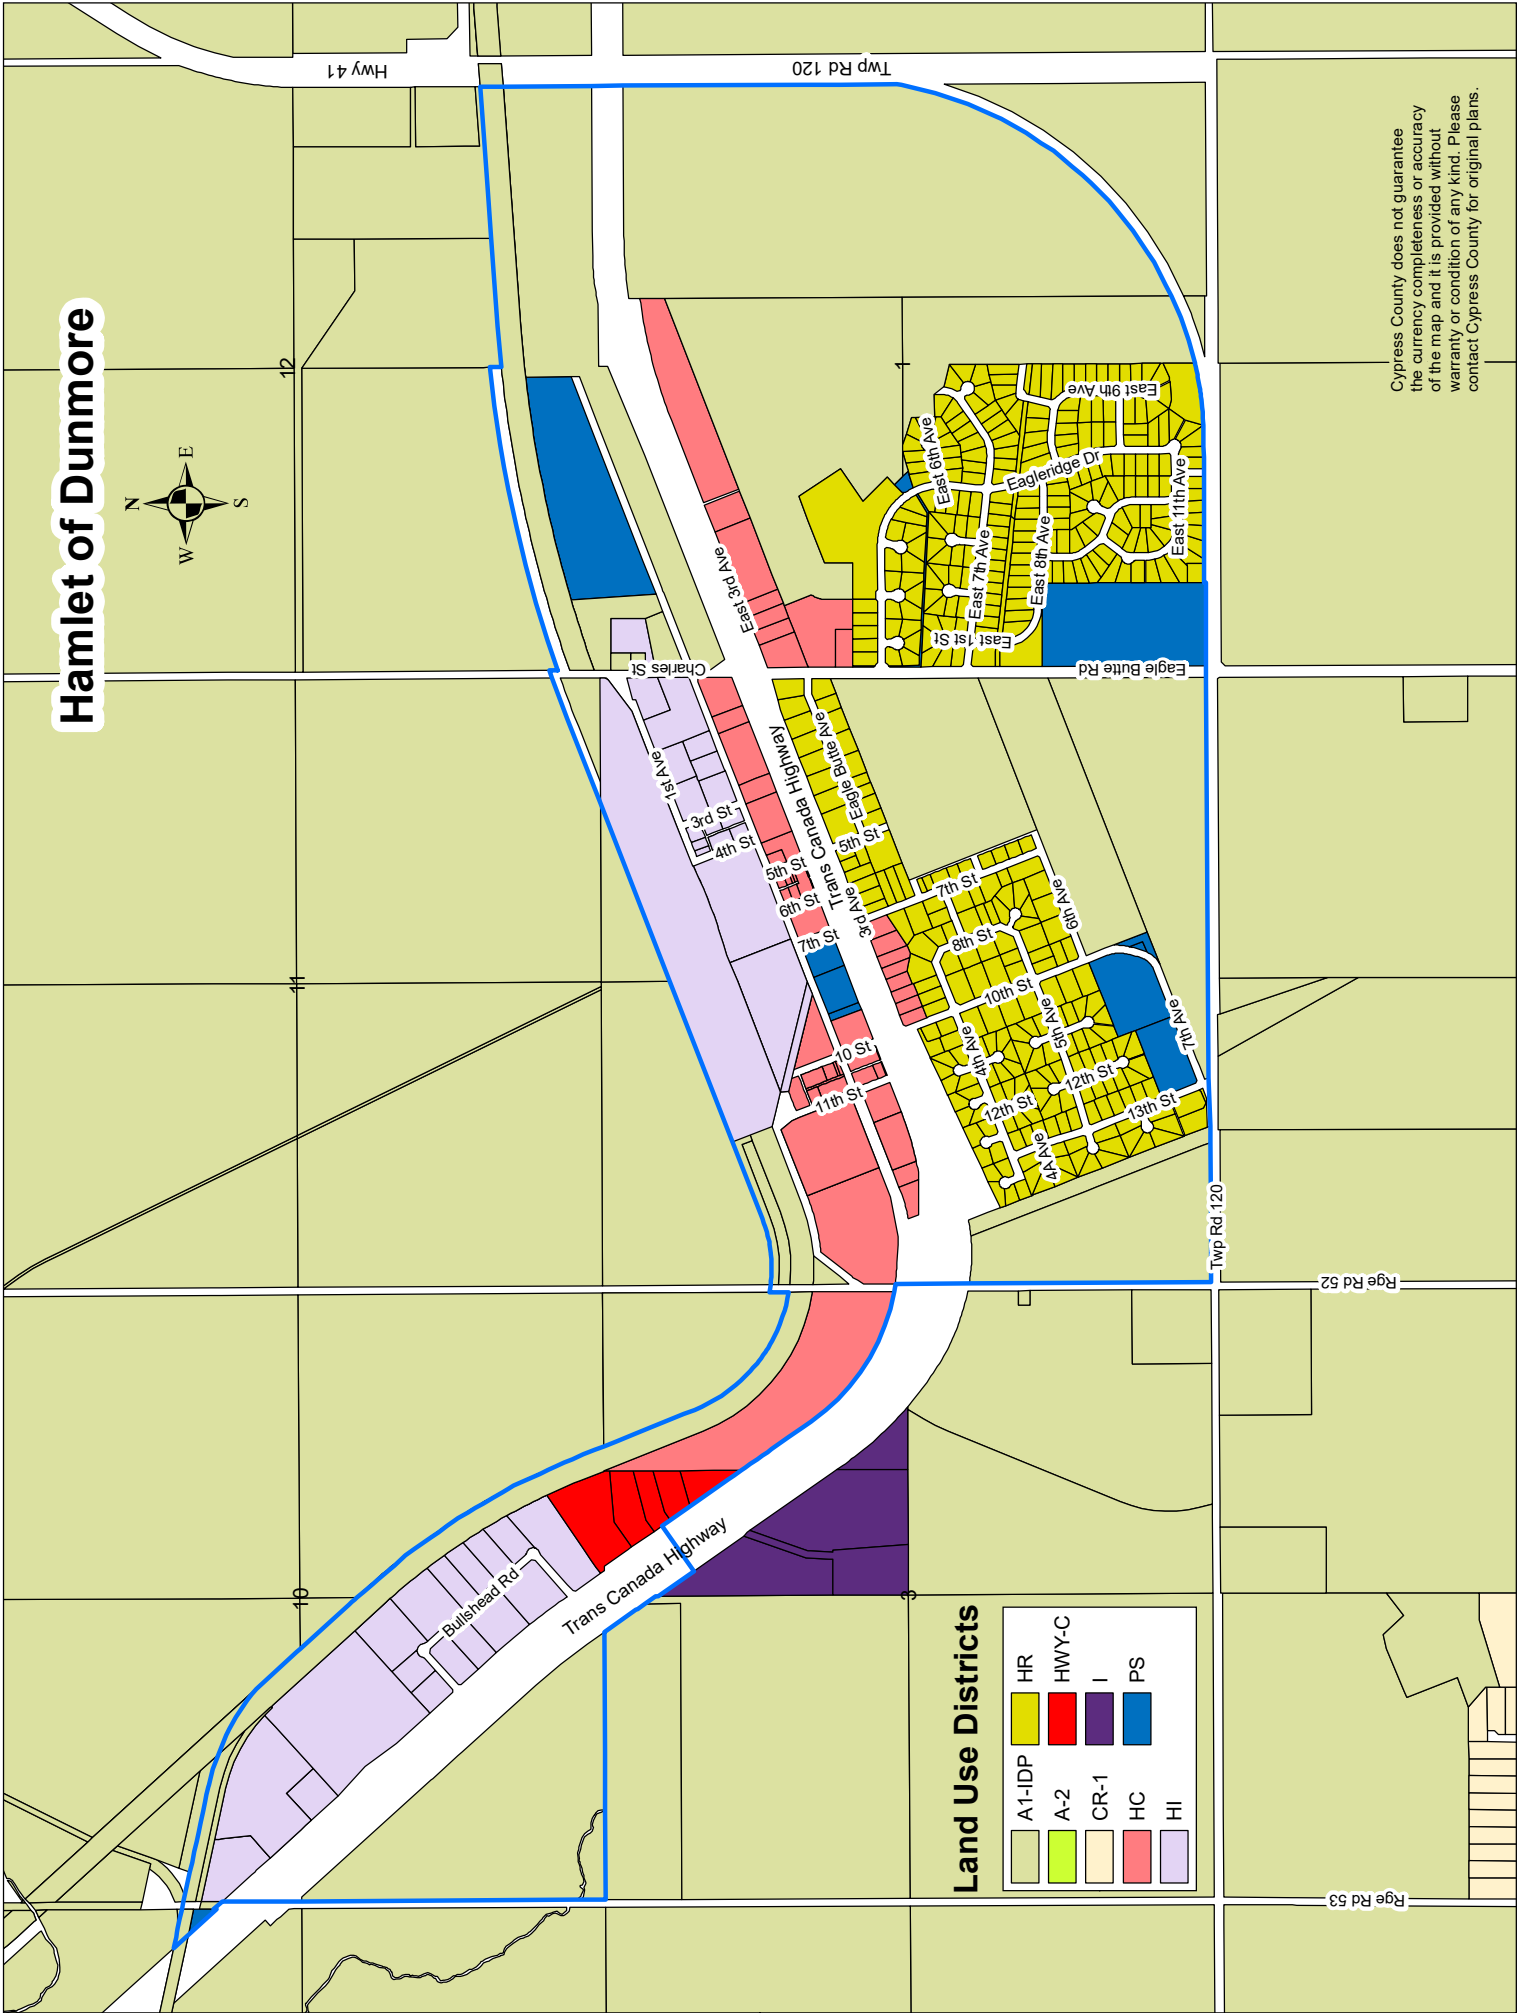 Hamlet of Dunmore
N
W
E
S
Hwy 41
Twp Rd 120
12
11
10
1
3
Charles St
1st Ave
3rd St
4th St
5th St
6th St
7th St
10 St
11th St
East 3rd Ave
Trans Canada Highway
Eagle Butte Ave
5th St
3rd Ave
7th St
8th St
10th St
6th Ave
5th Ave
4th Ave
7th Ave
12th St
12th St
13th St
4A Ave
East 6th Ave
East 7th Ave
East 8th Ave
East 9th Ave
East 11th Ave
Eagleridge Dr
East 1st St
Eagle Butte Rd
Twp Rd 120
Rge Rd 52
Rge Rd 53
Bullshead Rd
Trans Canada Highway
Land Use Districts
A1-IDP
A-2
CR-1
HC
HI
HR
HWY-C
I
PS
Cypress County does not guarantee
the currency completeness or accuracy
of the map and it is provided without
warranty or condition of any kind. Please
contact Cypress County for original plans.